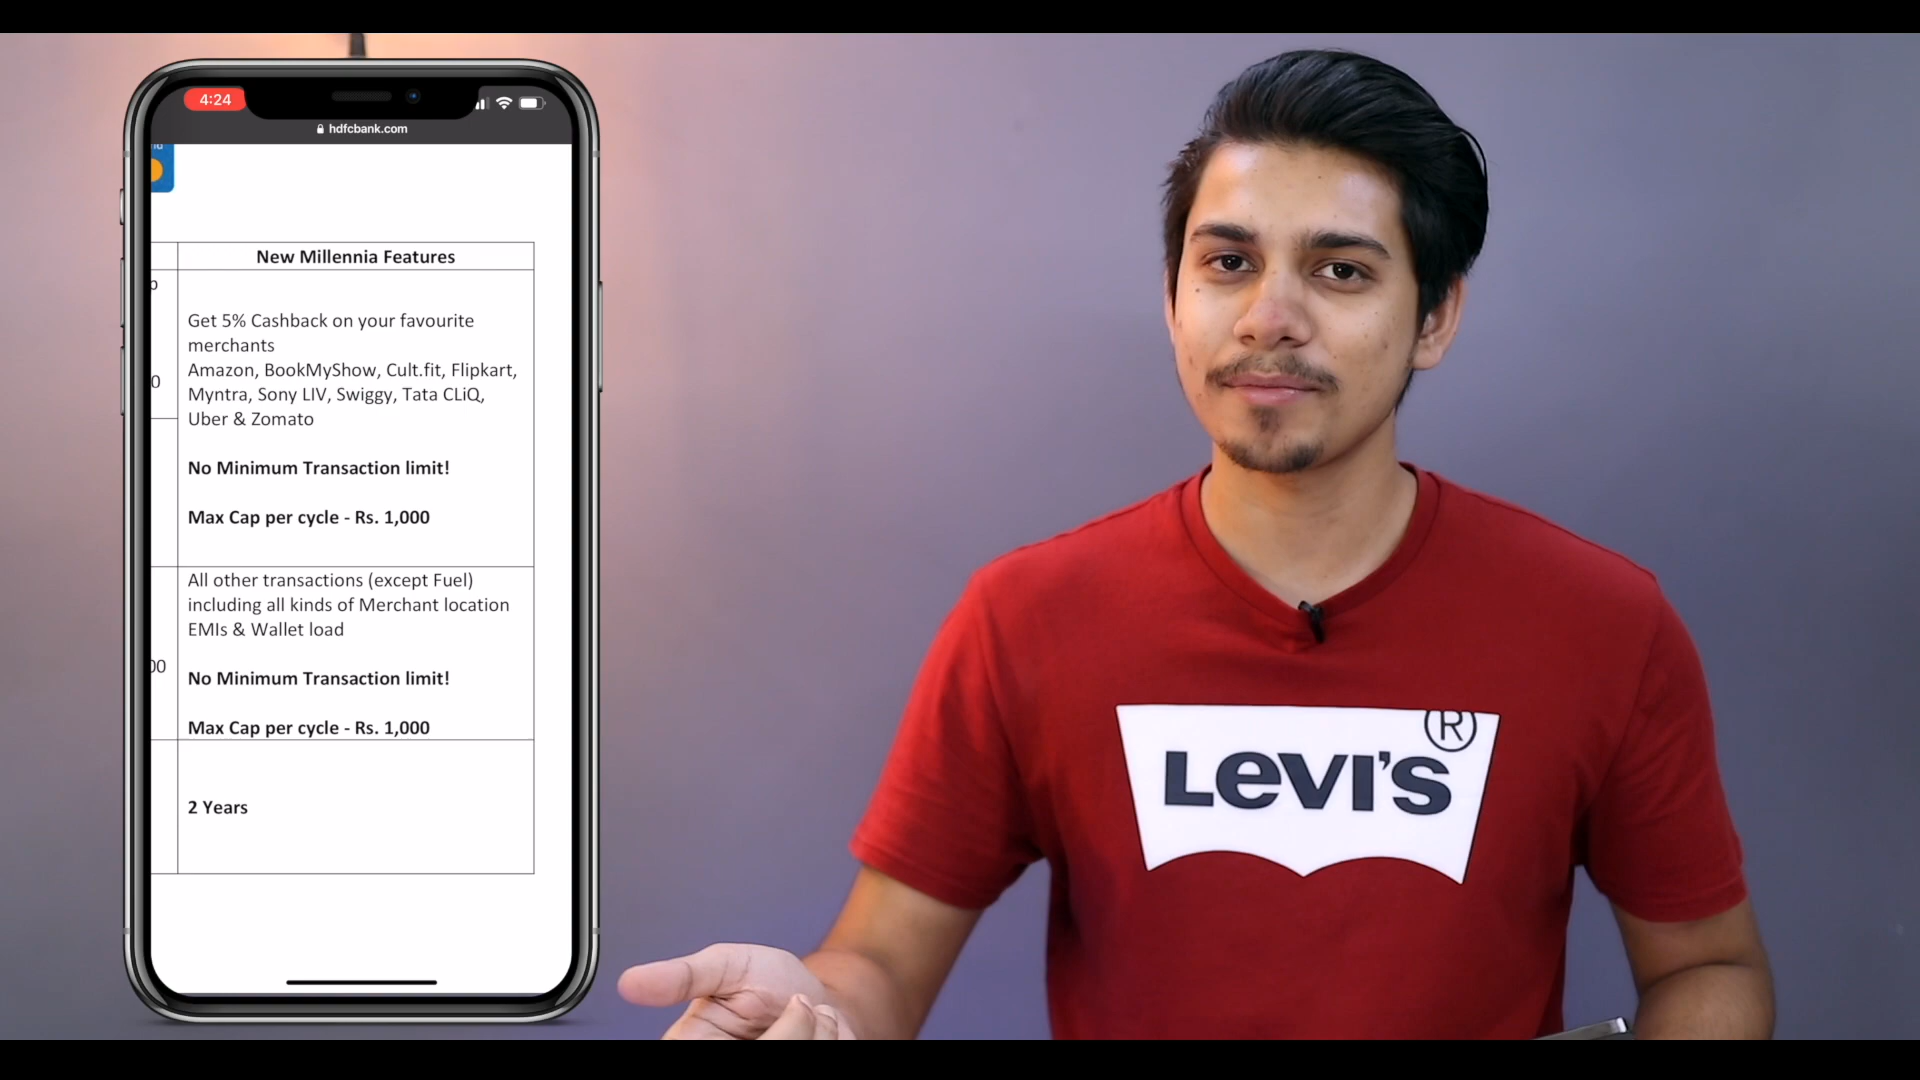 4:24
hdfcbank.com
New Millennia Features
0
Get 5% Cashback on your favourite
merchants
Amazon, BookMyShow, Cult.fit, Flipkart,
Myntra, Sony LIV, Swiggy, Tata CLiQ,
Uber & Zomato
No Minimum Transaction limit!
Max Cap per cycle - Rs. 1,000
All other transactions (except Fuel)
including all kinds of Merchant location
EMIs & Wallet load
00
No Minimum Transaction limit!
Max Cap per cycle - Rs. 1,000
2 Years
LEVI'S
®